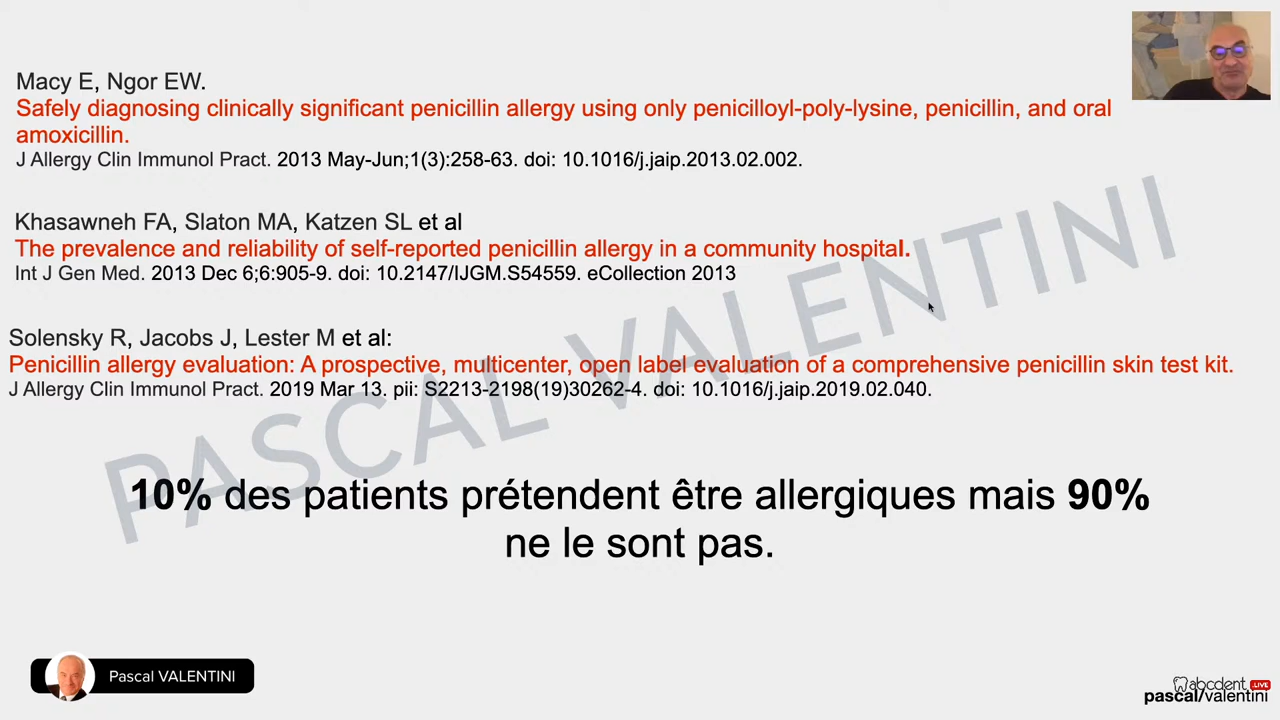 Macy E, Ngor EW.
Safely diagnosing clinically significant penicillin allergy using only penicilloyl-poly-lysine, penicillin, and oral
amoxicillin.
J Allergy Clin Immunol Pract. 2013 May-Jun;1(3):258-63. doi: 10.1016/j.jaip.2013.02.002.
Khasawneh FA, Slaton MA, Katzen SL et al
The prevalence and reliability of self-reported penicillin allergy in a community hospital.
Int J Gen Med. 2013 Dec 6;6:905-9. doi: 10.2147/IJGM.S54559. eCollection 2013
Solensky R, Jacobs J, Lester M et al:
Penicillin allergy evaluation: A prospective, multicenter, open label evaluation of a comprehensive penicillin skin test kit.
J Allergy Clin Immunol Pract. 2019 Mar 13. pii: S2213-2198(19)30262-4. doi: 10.1016/j.jaip.2019.02.040.
PASCAL VALENTINI
10% des patients prétendent être allergiques mais 90%
ne le sont pas.
Pascal VALENTINI
abcdent LIVE
pascal/valentini